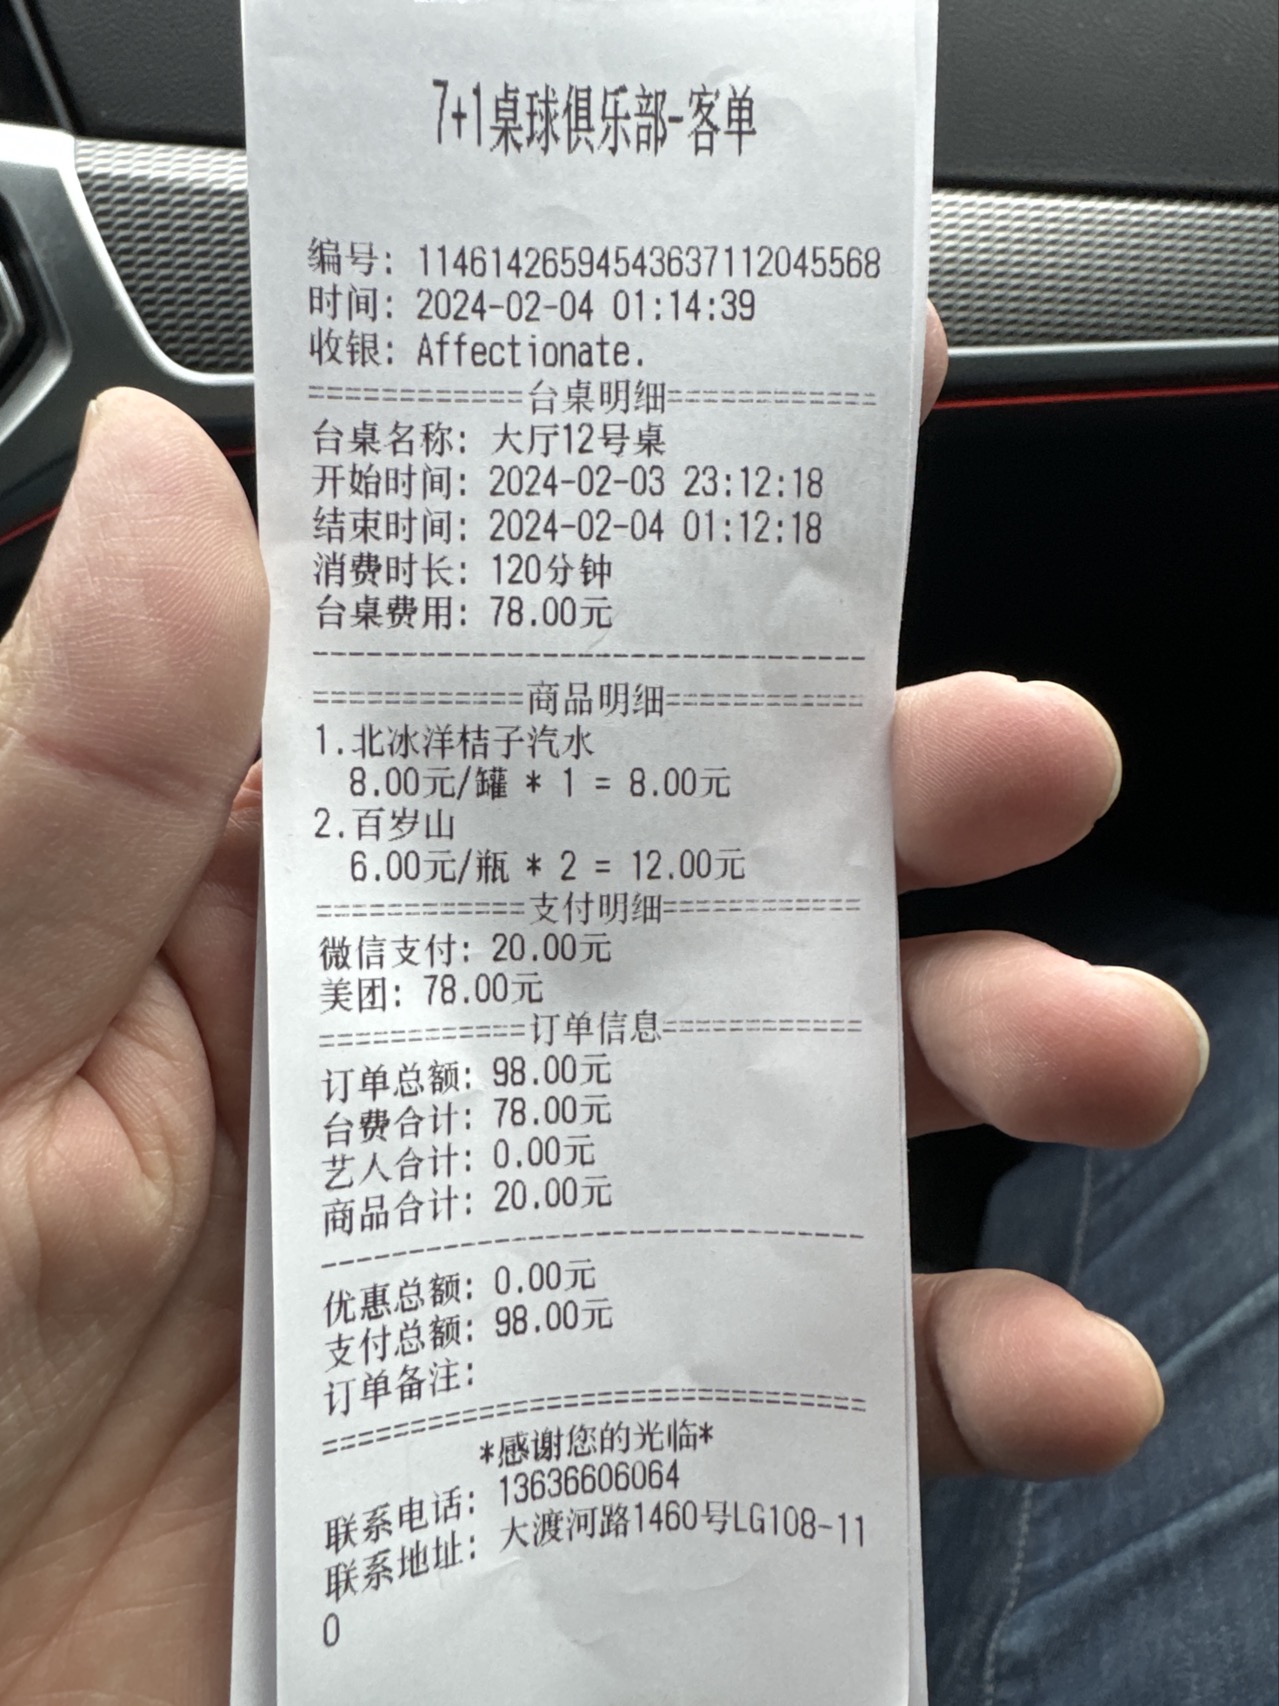 7+1桌球俱乐部-客单
编号: 11461426594543637112045568
时间: 2024-02-04 01:14:39
收银: Affectionate.
============台桌明细============
台桌名称: 大厅12号桌
开始时间: 2024-02-03 23:12:18
结束时间: 2024-02-04 01:12:18
消费时长: 120分钟
台桌费用: 78.00元
--------------------------------
============商品明细============
1.北冰洋桔子汽水
8.00元/罐 * 1 = 8.00元
2.百岁山
6.00元/瓶 * 2 = 12.00元
============支付明细============
微信支付: 20.00元
美团: 78.00元
============订单信息============
订单总额: 98.00元
台费合计: 78.00元
艺人合计: 0.00元
商品合计: 20.00元
--------------------------------
优惠总额: 0.00元
支付总额: 98.00元
订单备注:
================================
*感谢您的光临*
联系电话: 13636606064
联系地址: 大渡河路1460号LG108-11
0